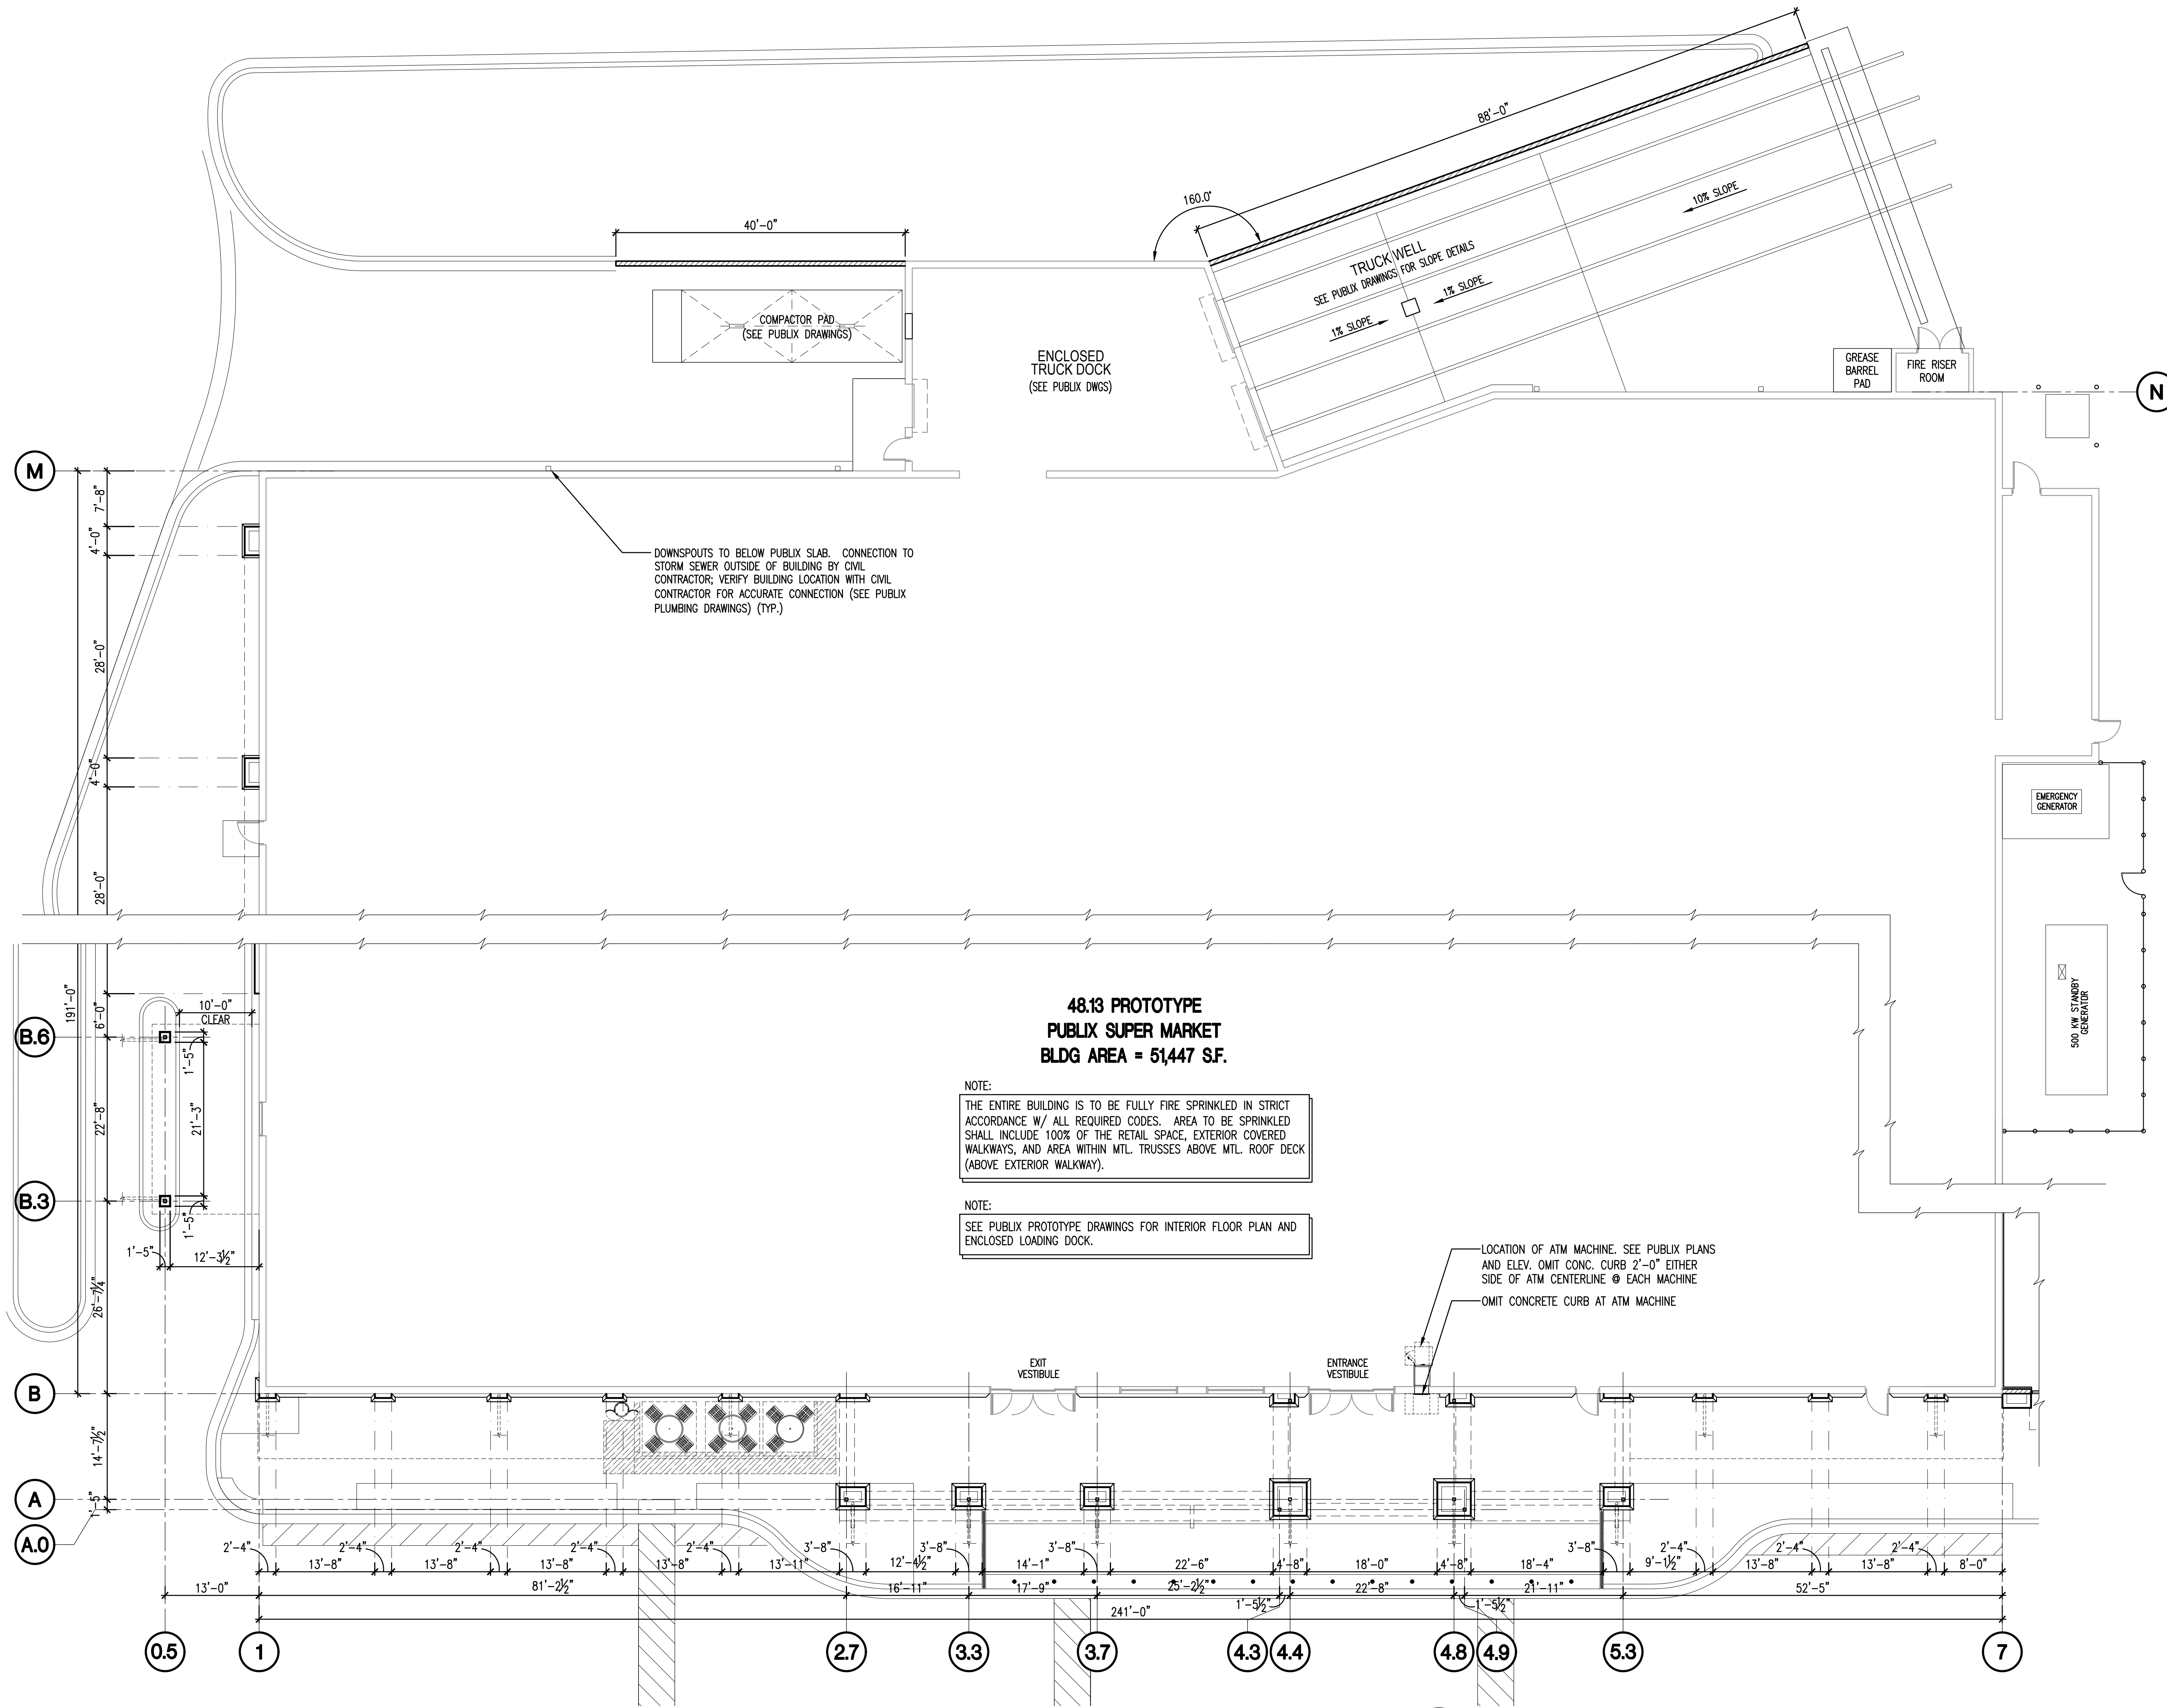 88'-0"
160.0°
10% SLOPE
40'-0"
TRUCK WELL
SEE PUBLIX DRAWINGS FOR SLOPE DETAILS
1% SLOPE
1% SLOPE
COMPACTOR PAD
(SEE PUBLIX DRAWINGS)
ENCLOSED
TRUCK DOCK
(SEE PUBLIX DWGS)
GREASE
BARREL
PAD
FIRE RISER
ROOM
N
M
7'-8"
4'-0"
28'-0"
4'-0"
28'-0"
DOWNSPOUTS TO BELOW PUBLIX SLAB. CONNECTION TO
STORM SEWER OUTSIDE OF BUILDING BY CIVIL
CONTRACTOR; VERIFY BUILDING LOCATION WITH CIVIL
CONTRACTOR FOR ACCURATE CONNECTION (SEE PUBLIX
PLUMBING DRAWINGS) (TYP.)
EMERGENCY
GENERATOR
500 KW STANDBY
GENERATOR
191'-0"
6'-0"
10'-0"
CLEAR
B.6
1'-5"
22'-8"
21'-3"
B.3
1'-5"
1'-5"
12'-3½"
26'-7¼"
48.13 PROTOTYPE
PUBLIX SUPER MARKET
BLDG AREA = 51,447 S.F.
NOTE:
THE ENTIRE BUILDING IS TO BE FULLY FIRE SPRINKLED IN STRICT
ACCORDANCE W/ ALL REQUIRED CODES. AREA TO BE SPRINKLED
SHALL INCLUDE 100% OF THE RETAIL SPACE, EXTERIOR COVERED
WALKWAYS, AND AREA WITHIN MTL. TRUSSES ABOVE MTL. ROOF DECK
(ABOVE EXTERIOR WALKWAY).
NOTE:
SEE PUBLIX PROTOTYPE DRAWINGS FOR INTERIOR FLOOR PLAN AND
ENCLOSED LOADING DOCK.
LOCATION OF ATM MACHINE. SEE PUBLIX PLANS
AND ELEV. OMIT CONC. CURB 2'-0" EITHER
SIDE OF ATM CENTERLINE @ EACH MACHINE
OMIT CONCRETE CURB AT ATM MACHINE
EXIT
VESTIBULE
ENTRANCE
VESTIBULE
B
14'-7½"
A
1'-5"
A.0
2'-4" 2'-4" 2'-4" 2'-4" 2'-4" 3'-8" 3'-8" 3'-8" 3'-8" 2'-4" 2'-4" 2'-4"
13'-8" 13'-8" 13'-8" 13'-8" 13'-11" 12'-4½" 14'-1" 22'-6" 4'-8" 18'-0" 4'-8" 18'-4" 9'-1½" 13'-8" 13'-8" 8'-0"
13'-0" 81'-2½" 16'-11" 17'-9" 25'-2½" 22'-8" 21'-11" 52'-5"
1'-5½" 1'-5½"
241'-0"
0.5 1 2.7 3.3 3.7 4.3 4.4 4.8 4.9 5.3 7